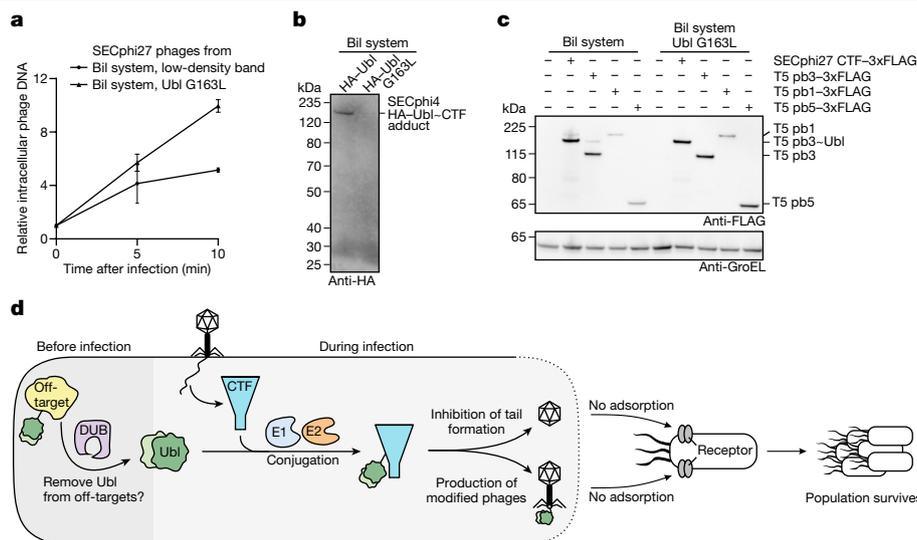 a
SECphi27 phages from
Bil system, low-density band
Bil system, Ubl G163L
Relative intracellular phage DNA
12
8
4
0
0
5
10
Time after infection (min)
b
Bil system
HA–Ubl
HA–Ubl
G163L
kDa
235
120
80
70
50
40
30
25
SECphi4
HA–Ubl~CTF
adduct
Anti-HA
c
Bil system
Bil system
Ubl G163L
– + – – – – + – – – SECphi27 CTF–3xFLAG
– – + – – – – + – – T5 pb3–3xFLAG
– – – + – – – – + – T5 pb1–3xFLAG
– – – – + – – – – + T5 pb5–3xFLAG
kDa
225
115
80
65
T5 pb1
T5 pb3~Ubl
T5 pb3
T5 pb5
Anti-FLAG
65
Anti-GroEL
d
Before infection
During infection
Off-
target
DUB
Remove Ubl
from off-targets?
Ubl
CTF
E1
E2
Conjugation
Inhibition of tail
formation
Production of
modified phages
No adsorption
No adsorption
Receptor
Population survives